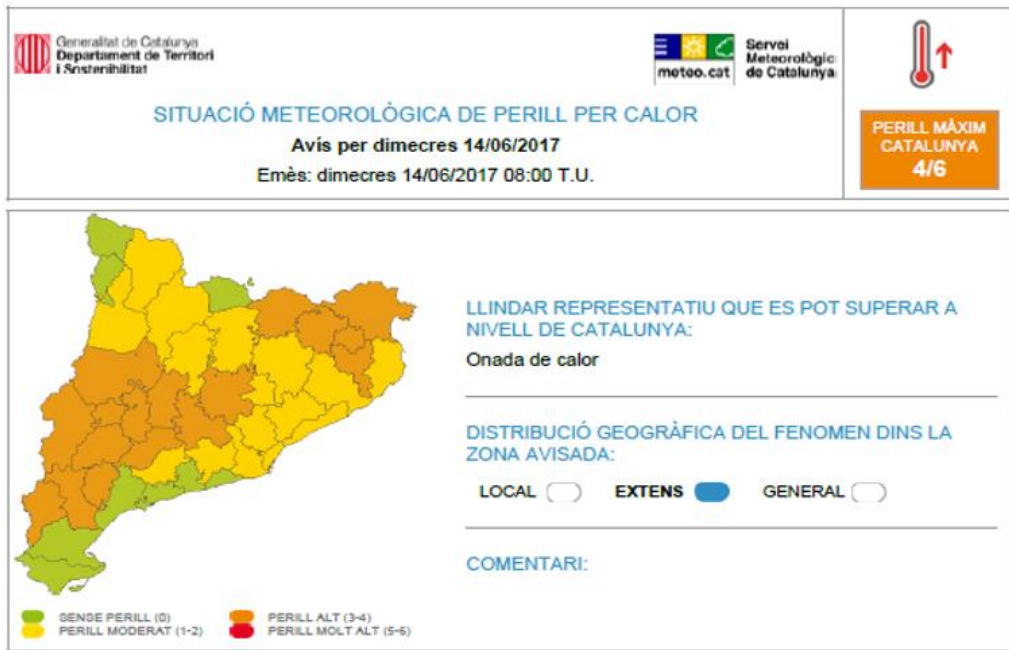 Generalitat de Catalunya
Departament de Territori
i Sostenibilitat
meteo.cat
Servei
Meteorològic
de Catalunya
SITUACIÓ METEOROLÒGICA DE PERILL PER CALOR
Avís per dimecres 14/06/2017
Emès: dimecres 14/06/2017 08:00 T.U.
PERILL MÀXIM
CATALUNYA
4/6
LLINDAR REPRESENTATIU QUE ES POT SUPERAR A
NIVELL DE CATALUNYA:
Onada de calor
DISTRIBUCIÓ GEOGRÀFICA DEL FENOMEN DINS LA
ZONA AVISADA:
LOCAL EXTENS GENERAL
COMENTARI:
SENSE PERILL (0) PERILL ALT (3-4)
PERILL MODERAT (1-2) PERILL MOLT ALT (5-6)